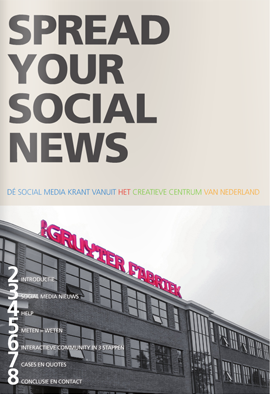 SPREAD
YOUR
SOCIAL
NEWS
DE SOCIAL MEDIA KRANT VANUIT HET CREATIEVE CENTRUM VAN NEDERLAND
DE GRUYTER FABRIEK
2 INTRODUCTIE
3 SOCIAL MEDIA NIEUWS
4 HELP
5 METEN = WETEN
6 INTERACTIEVE COMMUNITY IN 3 STAPPEN
7 CASES EN QUOTES
8 CONCLUSIE EN CONTACT